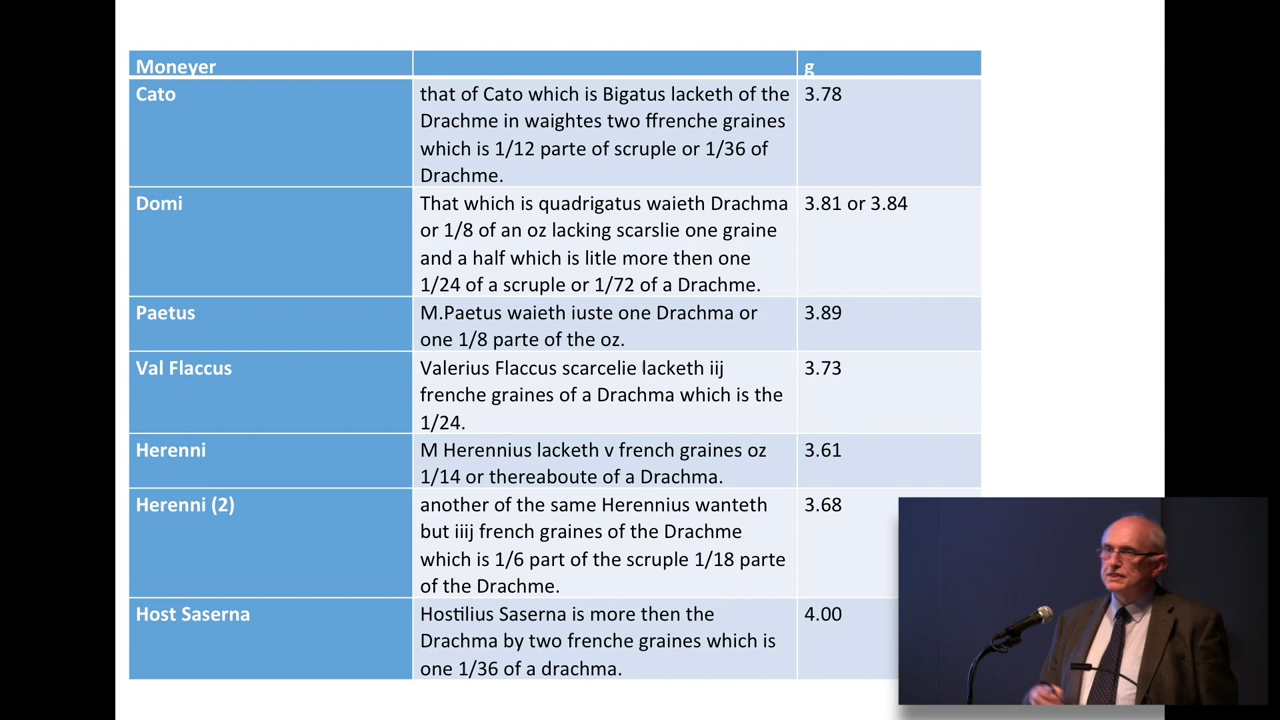 Moneyer g
Cato that of Cato which is Bigatus lacketh of the 3.78
Drachme in waightes two ffrenche graines
which is 1/12 parte of scruple or 1/36 of
Drachme.
Domi That which is quadrigatus waieth Drachma 3.81 or 3.84
or 1/8 of an oz lacking scarslie one graine
and a half which is litle more then one
1/24 of a scruple or 1/72 of a Drachme.
Paetus M.Paetus waieth iuste one Drachma or 3.89
one 1/8 parte of the oz.
Val Flaccus Valerius Flaccus scarcelie lacketh iij 3.73
frenche graines of a Drachma which is the
1/24.
Herenni M Herennius lacketh v french graines oz 3.61
1/14 or thereaboute of a Drachma.
Herenni (2) another of the same Herennius wanteth 3.68
but iiij french graines of the Drachme
which is 1/6 part of the scruple 1/18 parte
of the Drachme.
Host Saserna Hostilius Saserna is more then the 4.00
Drachma by two frenche graines which is
one 1/36 of a drachma.